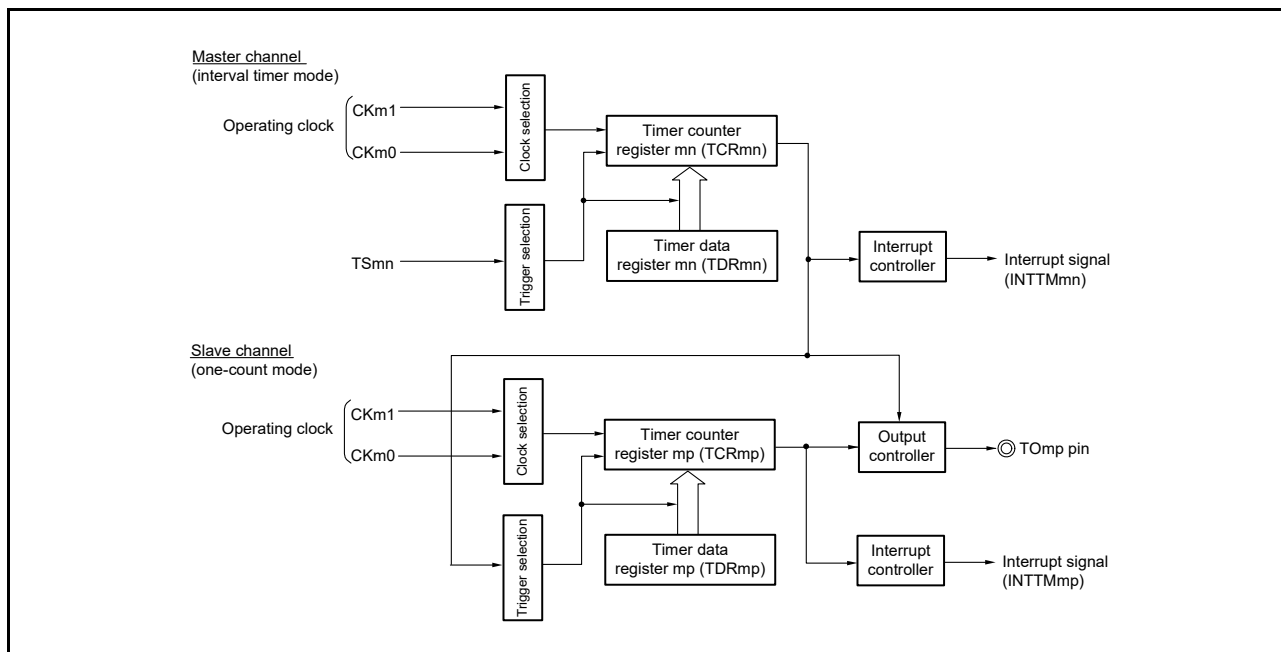 Master channel
(interval timer mode)
Operating clock
CKm1
CKm0
Clock selection
Timer counter
register mn (TCRmn)
TSmn
Trigger selection
Timer data
register mn (TDRmn)
Interrupt
controller
Interrupt signal
(INTTMmn)
Slave channel
(one-count mode)
Operating clock
CKm1
CKm0
Clock selection
Timer counter
register mp (TCRmp)
Output
controller
TOmp pin
Trigger selection
Timer data
register mp (TDRmp)
Interrupt
controller
Interrupt signal
(INTTMmp)